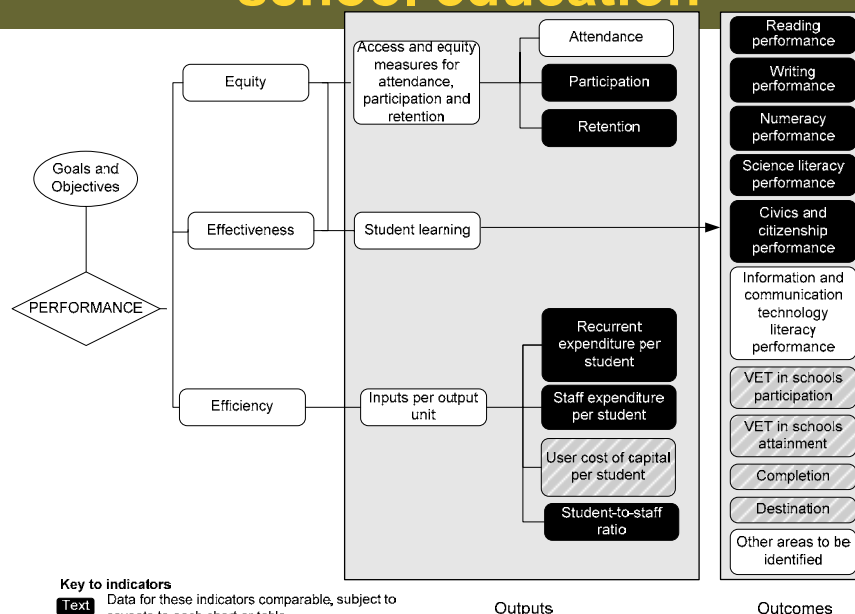 school education
Access and equity
measures for
attendance,
participation and
retention
Attendance
Participation
Retention
Equity
Goals and
Objectives
Effectiveness
Student learning
PERFORMANCE
Efficiency
Inputs per output
unit
Recurrent
expenditure per
student
Staff expenditure
per student
User cost of capital
per student
Student-to-staff
ratio
Reading
performance
Writing
performance
Numeracy
performance
Science literacy
performance
Civics and
citizenship
performance
Information and
communication
technology
literacy
performance
VET in schools
participation
VET in schools
attainment
Completion
Destination
Other areas to be
identified
Key to indicators
Text
Data for these indicators comparable, subject to
Outputs
Outcomes